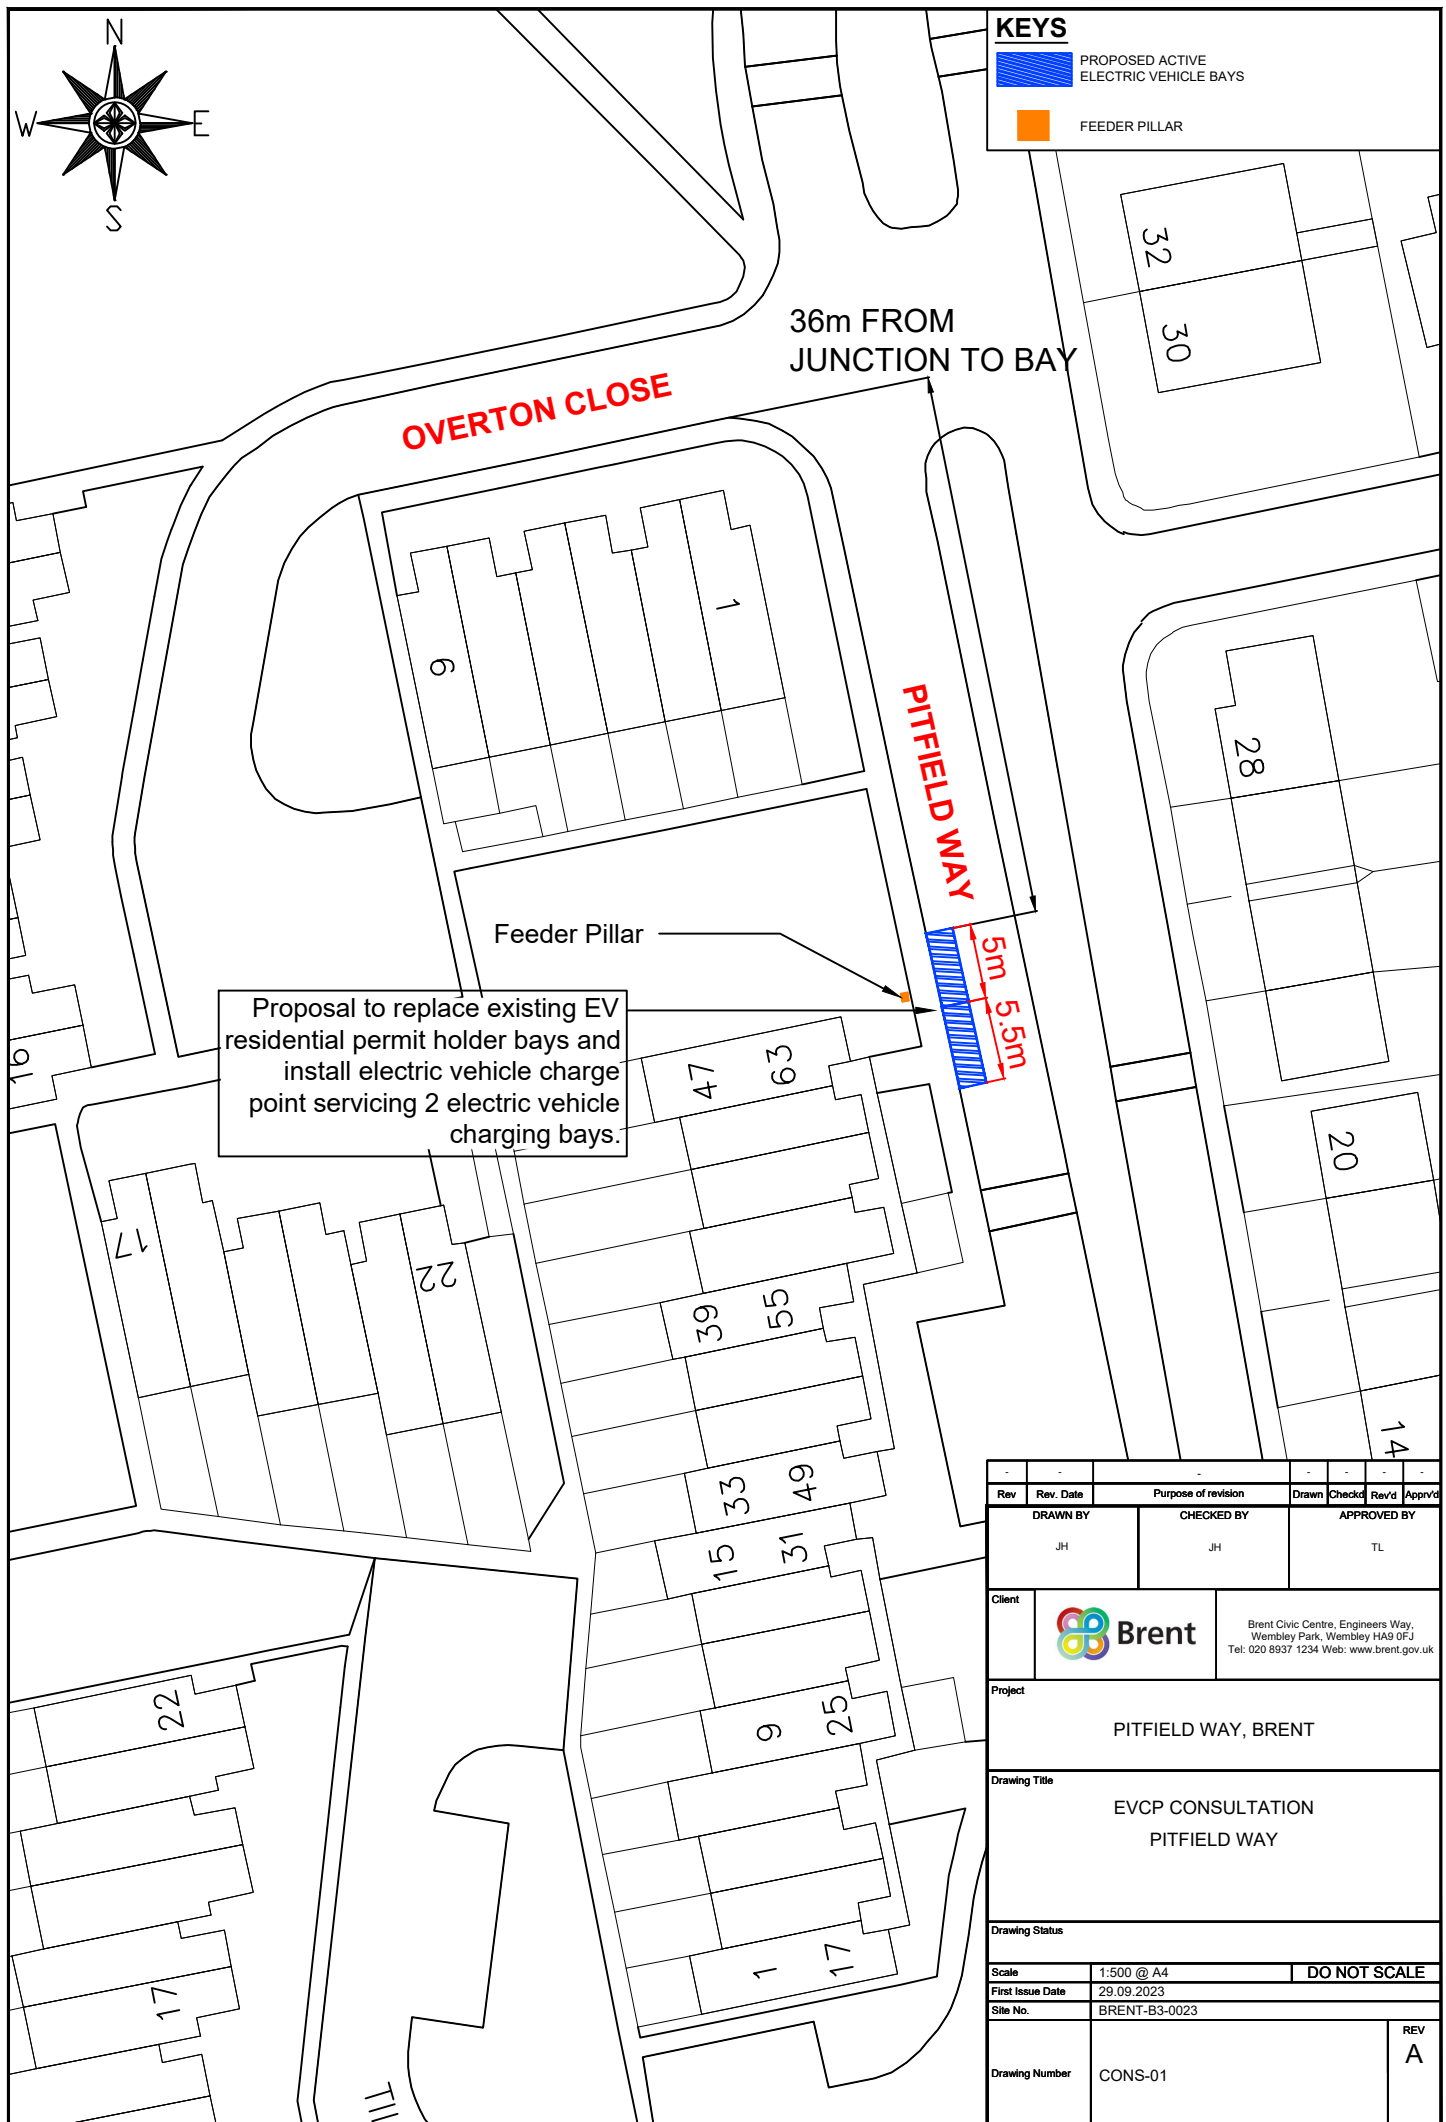 N
W
E
S
KEYS
PROPOSED ACTIVE
ELECTRIC VEHICLE BAYS
FEEDER PILLAR
32
30
36m FROM
JUNCTION TO BAY
OVERTON CLOSE
1
6
PITFIELD WAY
28
Feeder Pillar
5m
5.5m
Proposal to replace existing EV
residential permit holder bays and
install electric vehicle charge
point servicing 2 electric vehicle
charging bays.
19
47
63
20
17
22
39
55
14
33
49
15
31
22
9
25
1
17
17
- - - - - - -
Rev Rev. Date Purpose of revision Drawn Checkd Rev'd Apprv'd
DRAWN BY CHECKED BY APPROVED BY
JH JH TL
Client
Brent
Brent Civic Centre, Engineers Way,
Wembley Park, Wembley HA9 0FJ
Tel: 020 8937 1234 Web: www.brent.gov.uk
Project
PITFIELD WAY, BRENT
Drawing Title
EVCP CONSULTATION
PITFIELD WAY
Drawing Status
Scale 1:500 @ A4 DO NOT SCALE
First Issue Date 29.09.2023
Site No. BRENT-B3-0023
Drawing Number CONS-01
REV
A